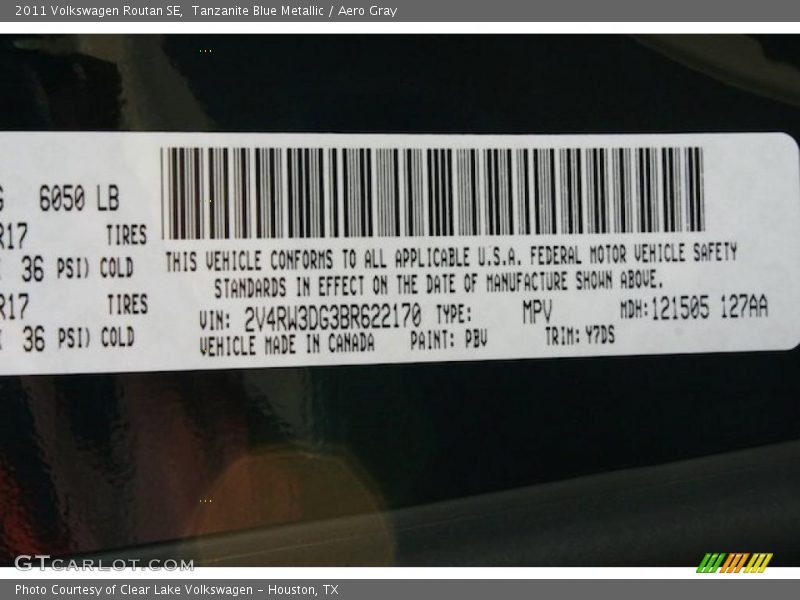 2011 Volkswagen Routan SE, Tanzanite Blue Metallic / Aero Gray
6050 LB
R17 TIRES
36 PSI) COLD
R17 TIRES
36 PSI) COLD
THIS VEHICLE CONFORMS TO ALL APPLICABLE U.S.A. FEDERAL MOTOR VEHICLE SAFETY
STANDARDS IN EFFECT ON THE DATE OF MANUFACTURE SHOWN ABOVE.
VIN: 2V4RW3DG3BR622170 TYPE: MPV MDH:121505 127AA
VEHICLE MADE IN CANADA PAINT: PBV TRIM: Y7DS
GTCARLOT.COM
Photo Courtesy of Clear Lake Volkswagen - Houston, TX